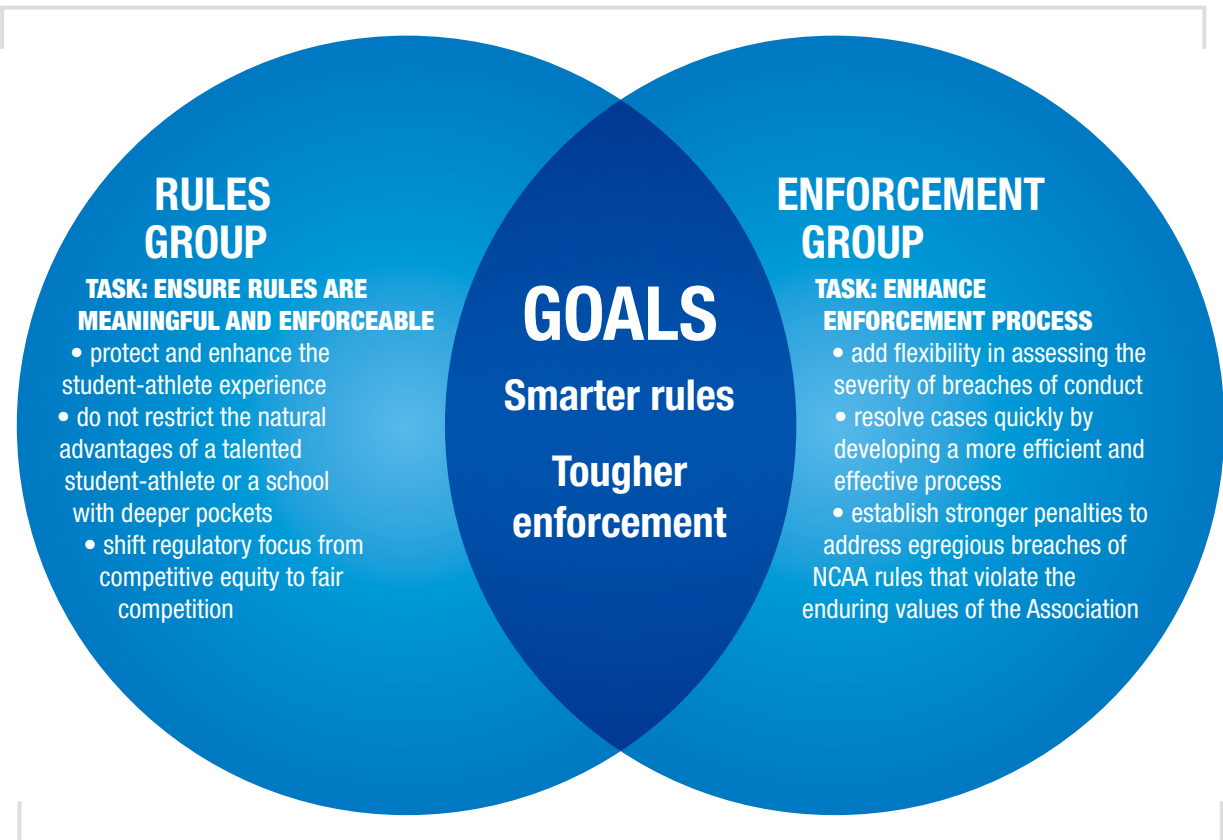 RULES
GROUP
TASK: ENSURE RULES ARE
MEANINGFUL AND ENFORCEABLE
• protect and enhance the
student-athlete experience
• do not restrict the natural
advantages of a talented
student-athlete or a school
with deeper pockets
• shift regulatory focus from
competitive equity to fair
competition
GOALS
Smarter rules
Tougher
enforcement
ENFORCEMENT
GROUP
TASK: ENHANCE
ENFORCEMENT PROCESS
• add flexibility in assessing the
severity of breaches of conduct
• resolve cases quickly by
developing a more efficient and
effective process
• establish stronger penalties to
address egregious breaches of
NCAA rules that violate the
enduring values of the Association